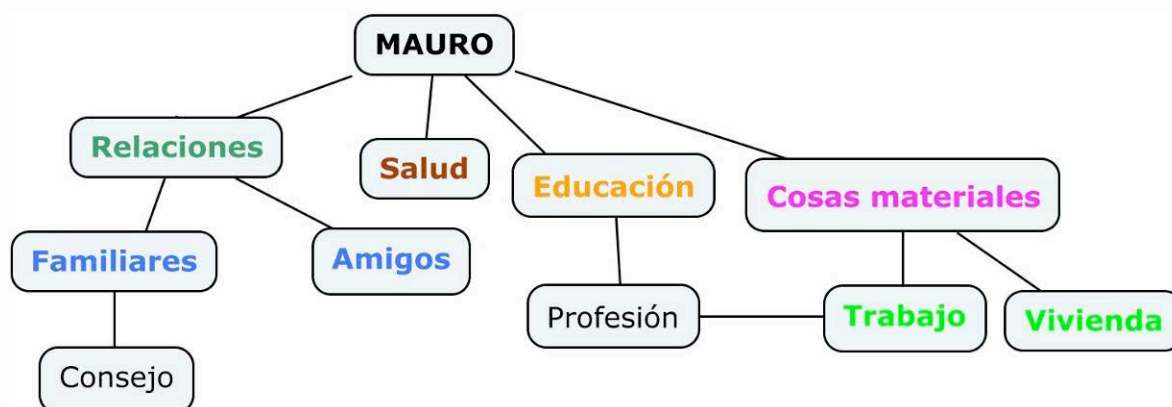 MAURO
Relaciones
Salud
Educación
Cosas materiales
Familiares
Amigos
Profesión
Trabajo
Vivienda
Consejo